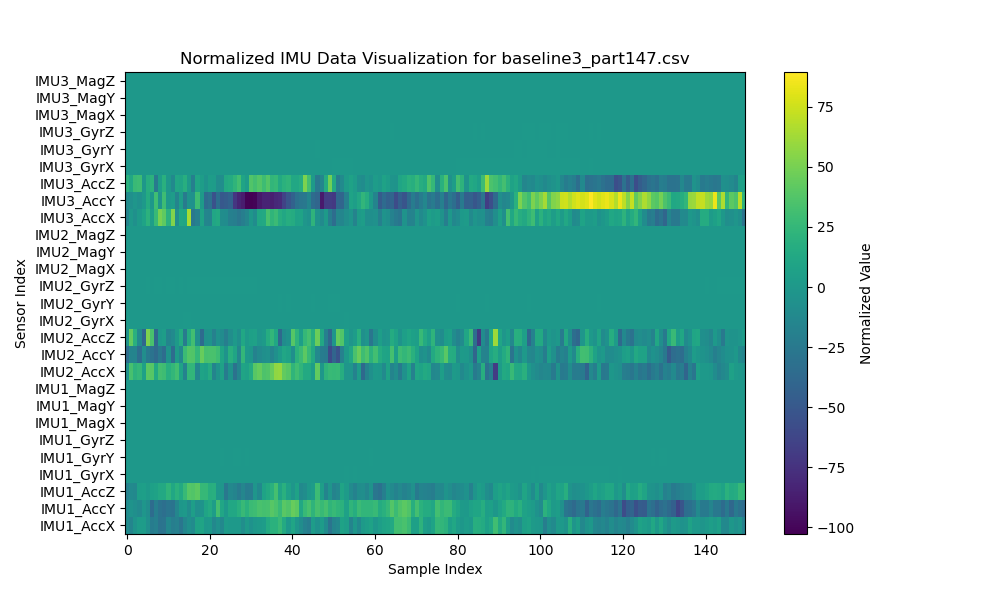 Normalized IMU Data Visualization for baseline3_part147.csv
IMU3_MagZ
IMU3_MagY
IMU3_MagX
IMU3_GyrZ
IMU3_GyrY
IMU3_GyrX
IMU3_AccZ
IMU3_AccY
IMU3_AccX
IMU2_MagZ
IMU2_MagY
IMU2_MagX
IMU2_GyrZ
IMU2_GyrY
IMU2_GyrX
IMU2_AccZ
IMU2_AccY
IMU2_AccX
IMU1_MagZ
IMU1_MagY
IMU1_MagX
IMU1_GyrZ
IMU1_GyrY
IMU1_GyrX
IMU1_AccZ
IMU1_AccY
IMU1_AccX
Sensor Index
0 20 40 60 80 100 120 140
Sample Index
75
50
25
0
−25
−50
−75
−100
Normalized Value